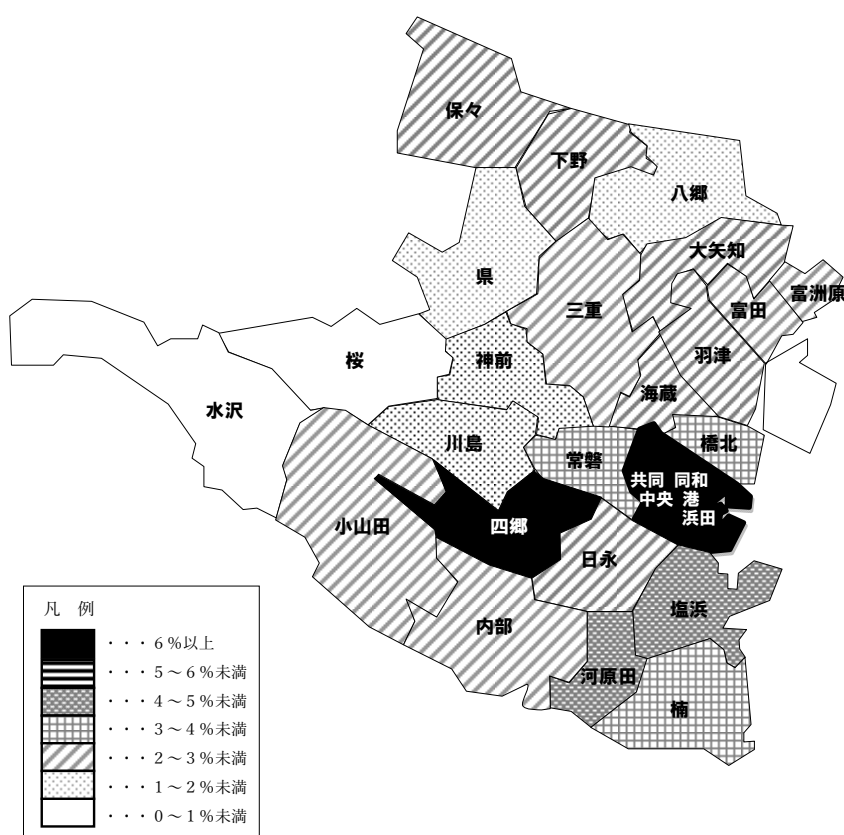 保々
下野
八郷
大矢知
県
富洲原
三重
富田
羽津
桜
神前
海蔵
水沢
川島
橋北
常磐
共同 同和
中央 港
浜田
小山田
四郷
日永
塩浜
内部
河原田
楠
凡 例
・・・6%以上
・・・5～6%未満
・・・4～5%未満
・・・3～4%未満
・・・2～3%未満
・・・1～2%未満
・・・0～1%未満